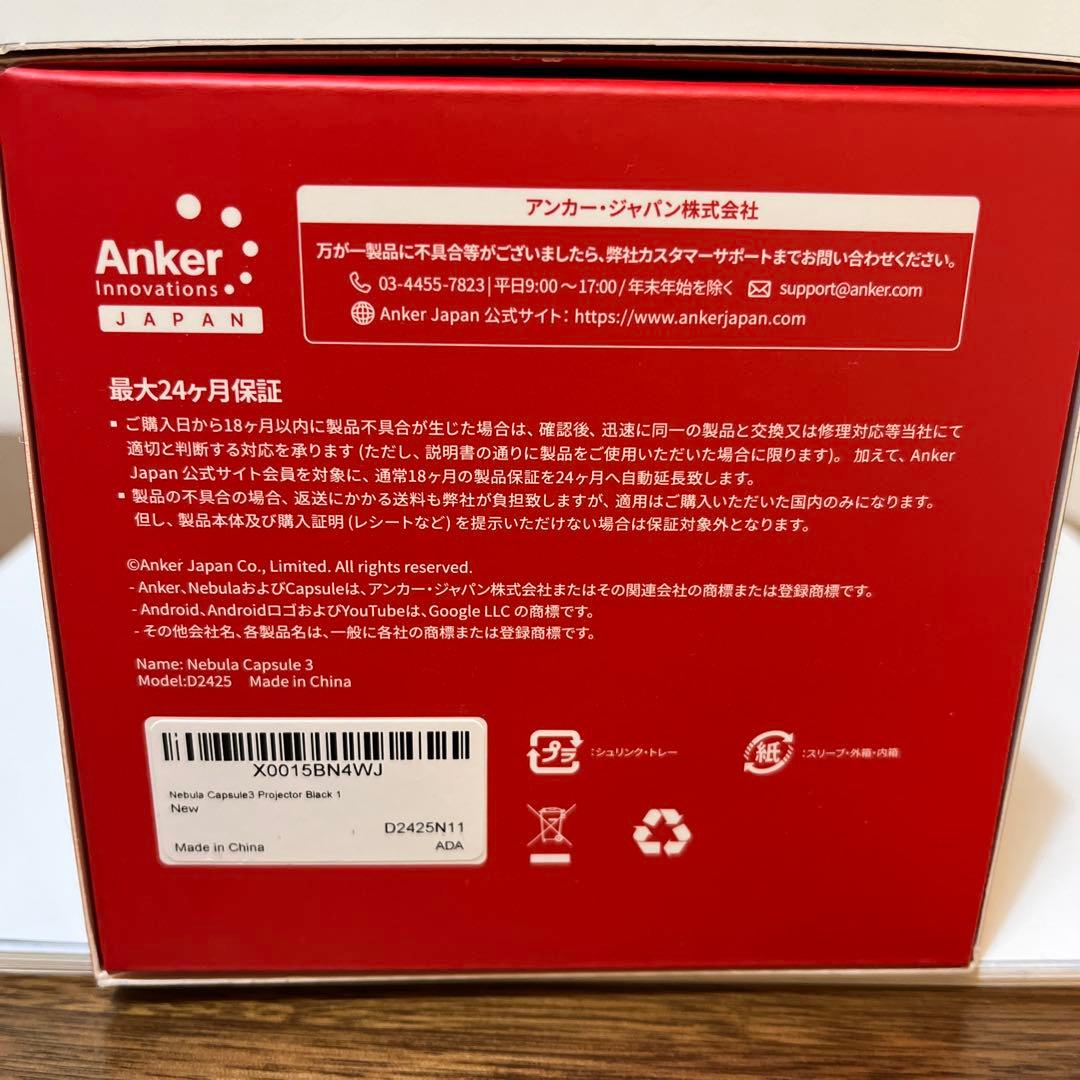 Anker
Innovations
JAPAN
アンカー・ジャパン株式会社
万が一製品に不具合等がございましたら、弊社カスタマーサポートまでお問い合わせください。
03-4455-7823|平日9:00〜17:00/年末年始を除く support@anker.com
Anker Japan 公式サイト: https://www.ankerjapan.com
最大24ヶ月保証
▪ ご購入日から18ヶ月以内に製品不具合が生じた場合は、確認後、迅速に同一の製品と交換又は修理対応等当社にて
適切と判断する対応を承ります (ただし、説明書の通りに製品をご使用いただいた場合に限ります)。加えて、Anker
Japan 公式サイト会員を対象に、通常18ヶ月の製品保証を24ヶ月へ自動延長致します。
▪ 製品の不具合の場合、返送にかかる送料も弊社が負担致しますが、適用はご購入いただいた国内のみになります。
但し、製品本体及び購入証明 (レシートなど) を提示いただけない場合は保証対象外となります。
©Anker Japan Co., Limited. All rights reserved.
- Anker、NebulaおよびCapsuleは、アンカー・ジャパン株式会社またはその関連会社の商標または登録商標です。
- Android、AndroidロゴおよびYouTubeは、Google LLC の商標です。
- その他会社名、各製品名は、一般に各社の商標または登録商標です。
Name: Nebula Capsule 3
Model:D2425 Made in China
X0015BN4WJ
Nebula Capsule3 Projector Black 1
New
D2425N11
Made in China ADA
プラ :シュリンク・トレー
紙 :スリーブ・外箱・内箱